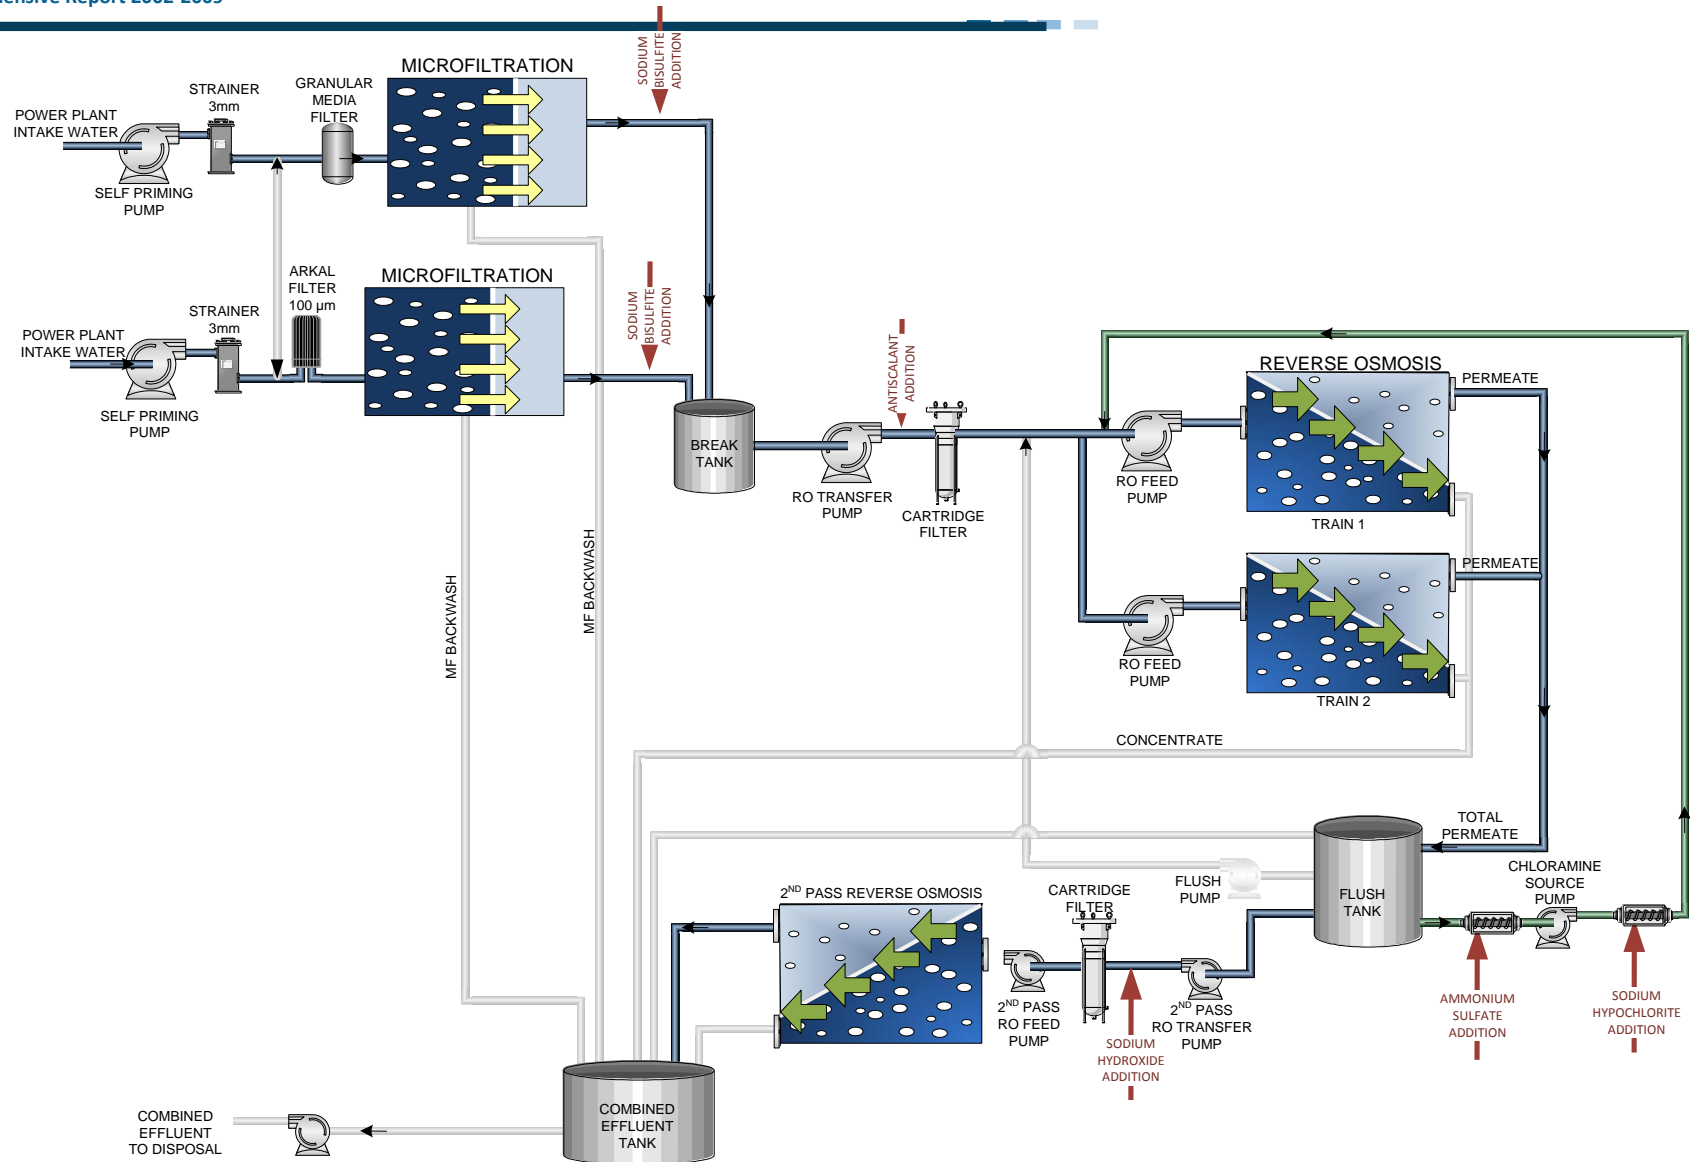 ensive Report 2002-2009
SODIUM
BISULFITE
ADDITION
MICROFILTRATION
STRAINER
3mm
GRANULAR
MEDIA
FILTER
POWER PLANT
INTAKE WATER
SELF PRIMING
PUMP
MICROFILTRATION
ARKAL
FILTER
100 µm
STRAINER
3mm
POWER PLANT
INTAKE WATER
SELF PRIMING
PUMP
SODIUM
BISULFITE
ADDITION
ANTISCALANT
ADDITION
BREAK
TANK
RO TRANSFER
PUMP
CARTRIDGE
FILTER
REVERSE OSMOSIS
PERMEATE
RO FEED
PUMP
TRAIN 1
PERMEATE
RO FEED
PUMP
TRAIN 2
MF BACKWASH
MF BACKWASH
CONCENTRATE
TOTAL
PERMEATE
FLUSH
PUMP
FLUSH
TANK
CHLORAMINE
SOURCE
PUMP
2ND PASS REVERSE OSMOSIS
CARTRIDGE
FILTER
2ND PASS
RO FEED
PUMP
2ND PASS
RO TRANSFER
PUMP
SODIUM
HYDROXIDE
ADDITION
AMMONIUM
SULFATE
ADDITION
SODIUM
HYPOCHLORITE
ADDITION
COMBINED
EFFLUENT
TANK
COMBINED
EFFLUENT
TO DISPOSAL